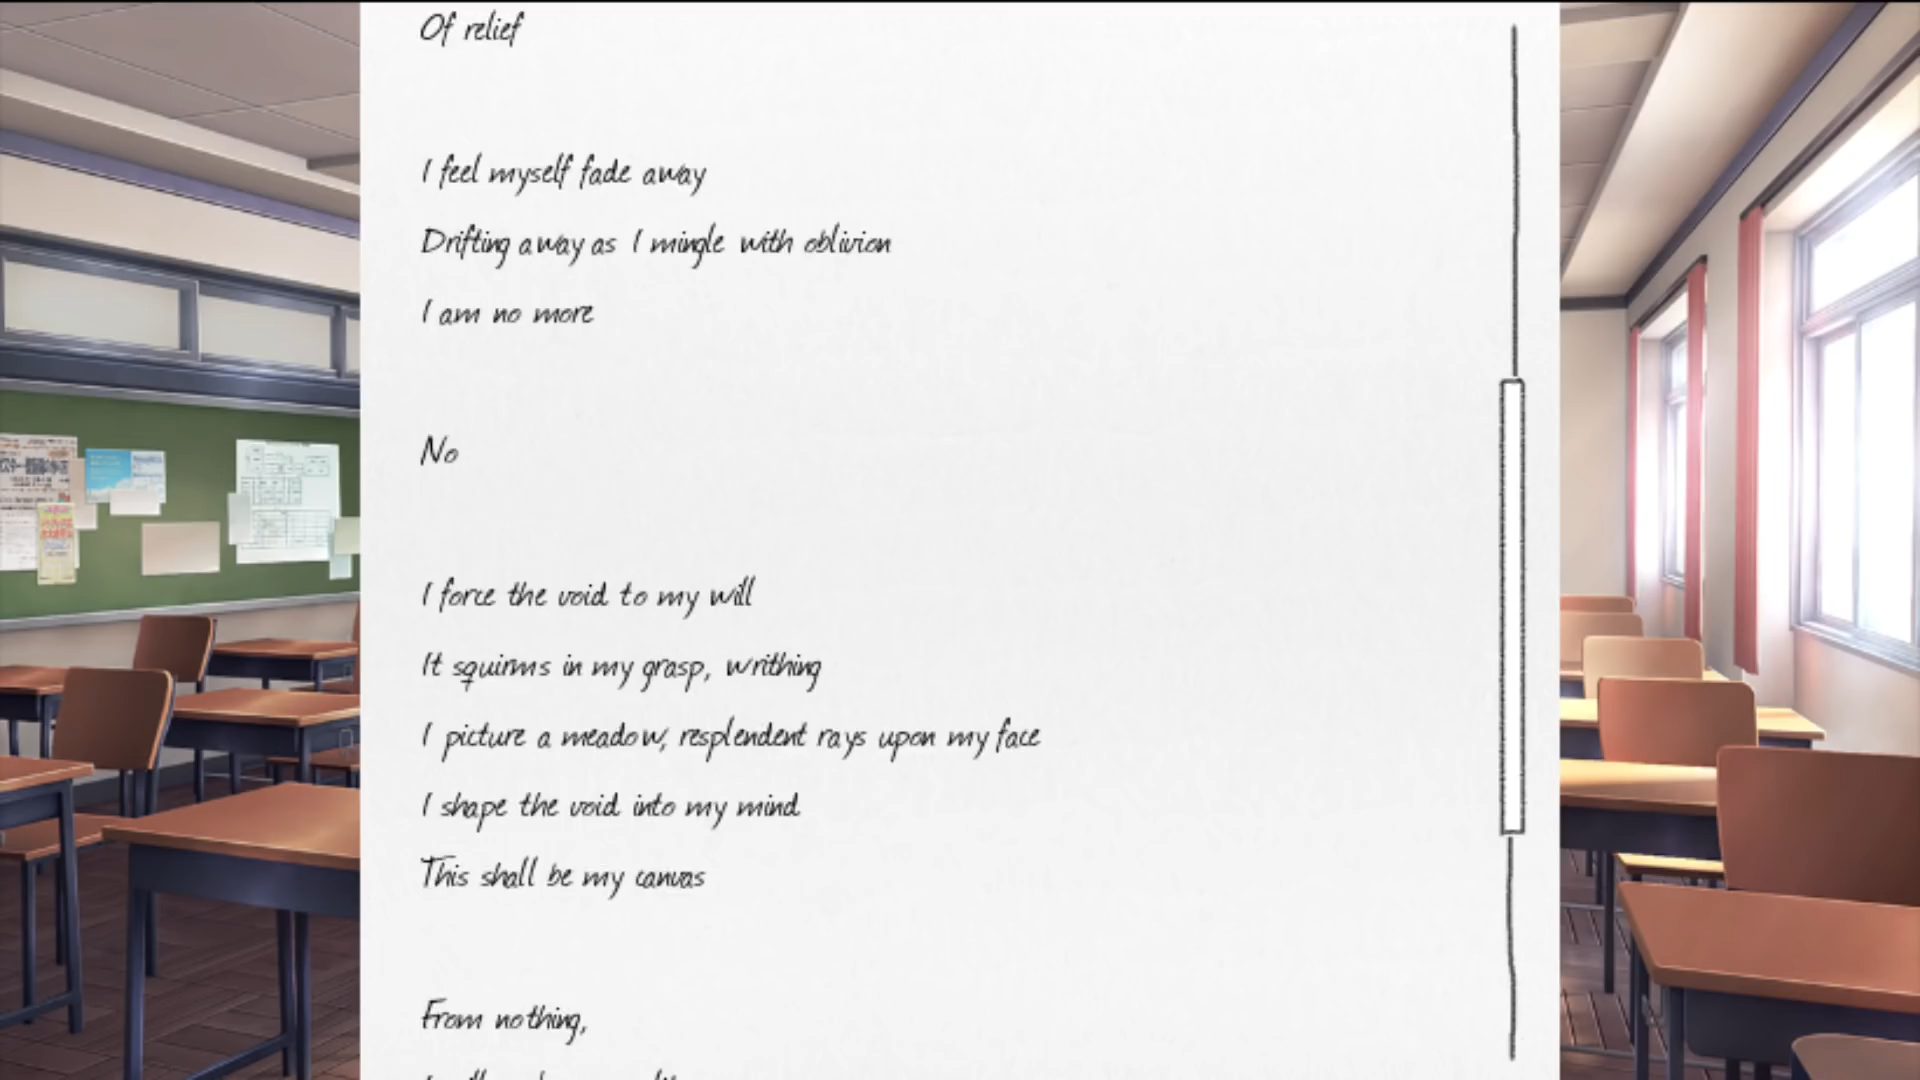 Of relief
I feel myself fade away
Drifting away as I mingle with oblivion
I am no more
No
I force the void to my will
It squirms in my grasp, writhing
I picture a meadow, resplendent rays upon my face
I shape the void into my mind
This shall be my canvas
From nothing,